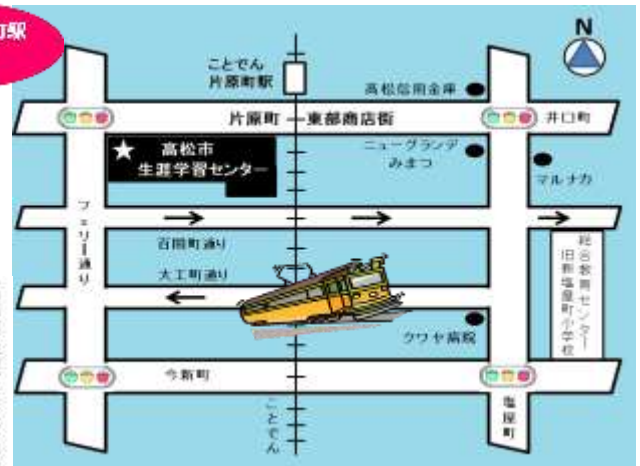 町駅
N
ことでん
片原町駅
高松信用金庫
片原町
東部商店街
井口町
★ 高松市
生涯学習センター
ニューグランデ
みまつ
マルナカ
フェリー通り
百間町通り
大工町通り
総合教育センター
旧新塩屋町小学校
クワヤ病院
今新町
ことでん
塩屋町